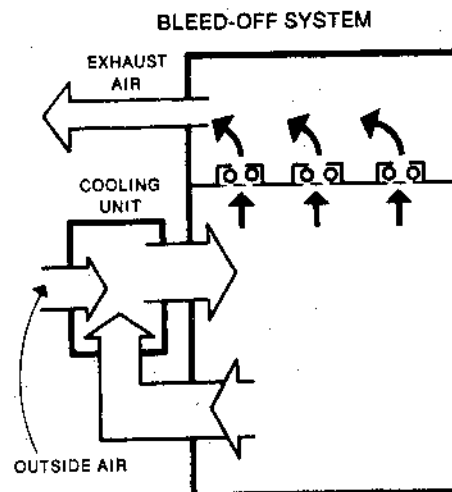 BLEED-OFF SYSTEM
EXHAUST
AIR
COOLING
UNIT
OUTSIDE AIR